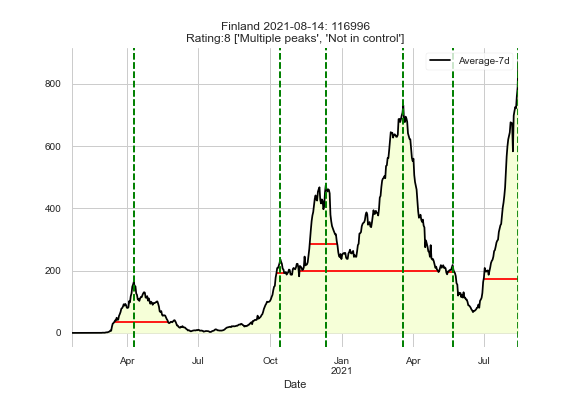 Finland 2021-08-14: 116996
Rating:8 ['Multiple peaks', 'Not in control']
Average-7d
800
600
400
200
0
Apr Jul Oct Jan Apr Jul
2021
Date